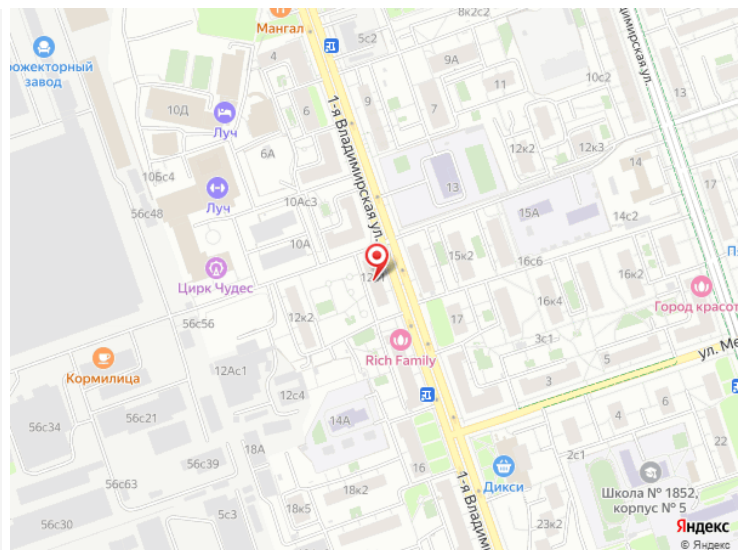 Мангал
8к2с2
5с2
4
9А
рожекторный
завод
11
10с2
13
10Д
9
7
6
Луч
1-я Владимирская ул.
12к2
12к3
6А
14
10Бс4
13
17
Луч
56с48
10Ас3
15А
14с2
10А
15к2
16с6
16к2
Цирк Чудес
16к4
Город красот
12к2
17
56с56
3с1
Rich Family
5
ул. Ме
Кормилица
12Ас1
3
12с4
6
56с21
4
14А
56с34
22
18А
2с1
56с39
16
56с63
Дикси
Школа № 1852,
корпус № 5
18к2
18к5
1-я Владими
5с3
23к2
56с30
Яндекс
© Яндекс